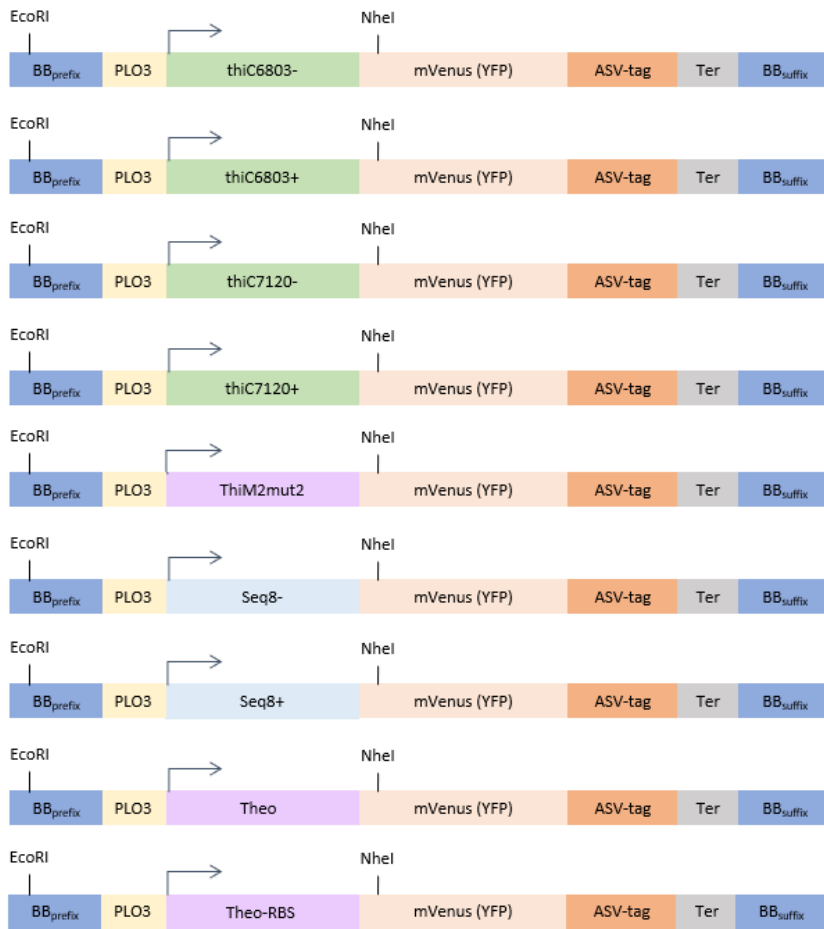 EcoRI NheI
BBprefix PLO3 thiC6803- mVenus (YFP) ASV-tag Ter BBsuffix
EcoRI NheI
BBprefix PLO3 thiC6803+ mVenus (YFP) ASV-tag Ter BBsuffix
EcoRI NheI
BBprefix PLO3 thiC7120- mVenus (YFP) ASV-tag Ter BBsuffix
EcoRI NheI
BBprefix PLO3 thiC7120+ mVenus (YFP) ASV-tag Ter BBsuffix
EcoRI NheI
BBprefix PLO3 ThiM2mut2 mVenus (YFP) ASV-tag Ter BBsuffix
EcoRI NheI
BBprefix PLO3 Seq8- mVenus (YFP) ASV-tag Ter BBsuffix
EcoRI NheI
BBprefix PLO3 Seq8+ mVenus (YFP) ASV-tag Ter BBsuffix
EcoRI NheI
BBprefix PLO3 Theo mVenus (YFP) ASV-tag Ter BBsuffix
EcoRI NheI
BBprefix PLO3 Theo-RBS mVenus (YFP) ASV-tag Ter BBsuffix